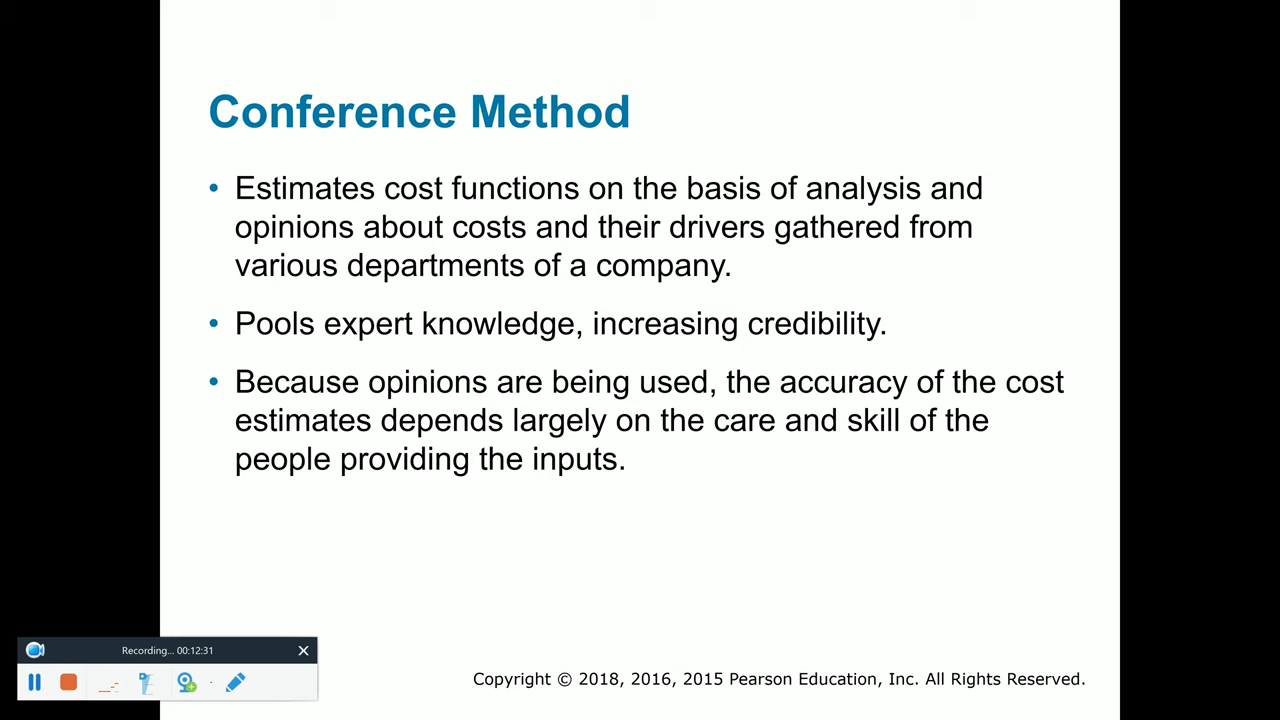 Conference Method
• Estimates cost functions on the basis of analysis and
opinions about costs and their drivers gathered from
various departments of a company.
• Pools expert knowledge, increasing credibility.
• Because opinions are being used, the accuracy of the cost
estimates depends largely on the care and skill of the
people providing the inputs.
Recording... 00:12:31
Copyright © 2018, 2016, 2015 Pearson Education, Inc. All Rights Reserved.